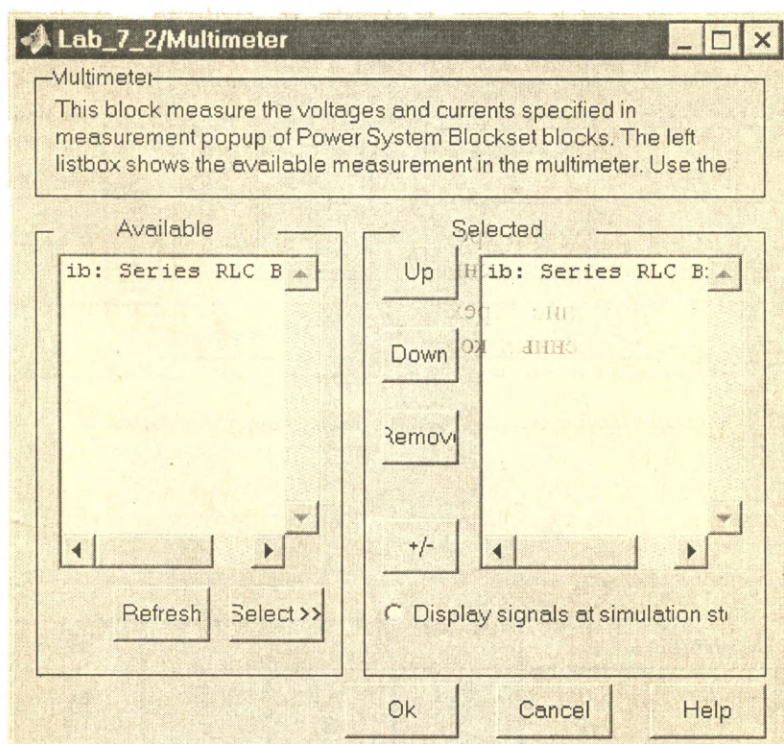 Lab_7_2/Multimeter
Multimeter
This block measure the voltages and currents specified in
measurement popup of Power System Blockset blocks. The left
listbox shows the available measurement in the multimeter. Use the
Available
ib: Series RLC B
Refresh
Select >>
Selected
Up
Down
Remov
+/-
ib: Series RLC B
Display signals at simulation st
Ok
Cancel
Help